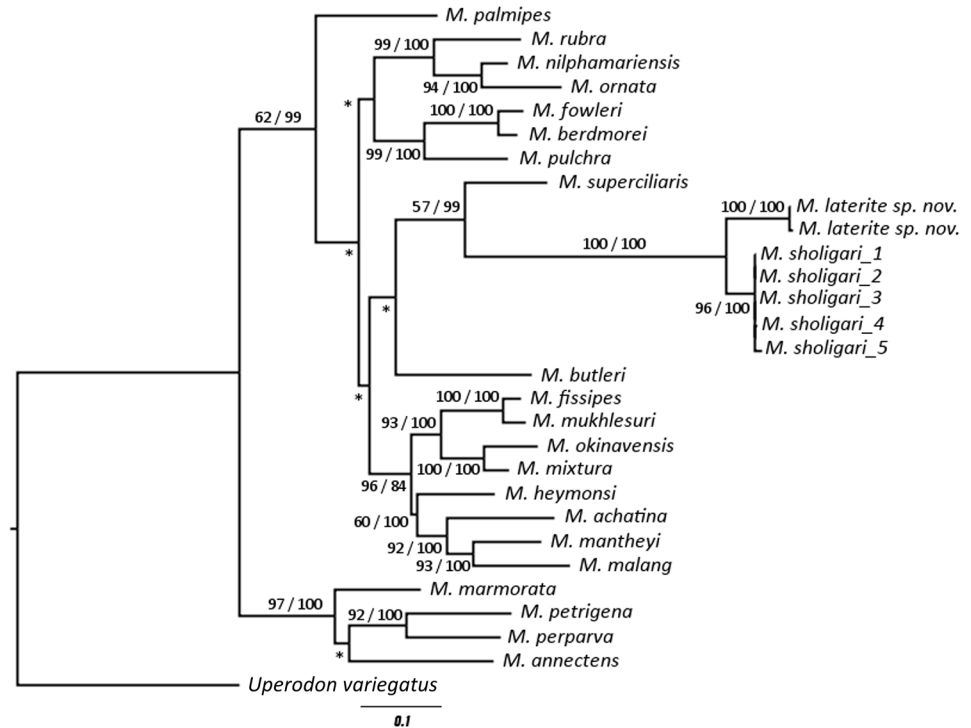 M. palmipes
99 / 100
M. rubra
M. nilphamariensis
94 / 100
M. ornata
*
62 / 99
100 / 100
M. fowleri
M. berdmorei
99 / 100
M. pulchra
M. superciliaris
57 / 99
100 / 100
M. laterite sp. nov.
M. laterite sp. nov.
*
100 / 100
M. sholigari_1
M. sholigari_2
M. sholigari_3
*
96 / 100
M. sholigari_4
M. sholigari_5
M. butleri
*
100 / 100
M. fissipes
M. mukhlesuri
93 / 100
M. okinavensis
100 / 100
M. mixtura
96 / 84
M. heymonsi
60 / 100
M. achatina
M. mantheyi
92 / 100
93 / 100
M. malang
M. marmorata
97 / 100
92 / 100
M. petrigena
M. perparva
*
M. annectens
Uperodon variegatus
0.1